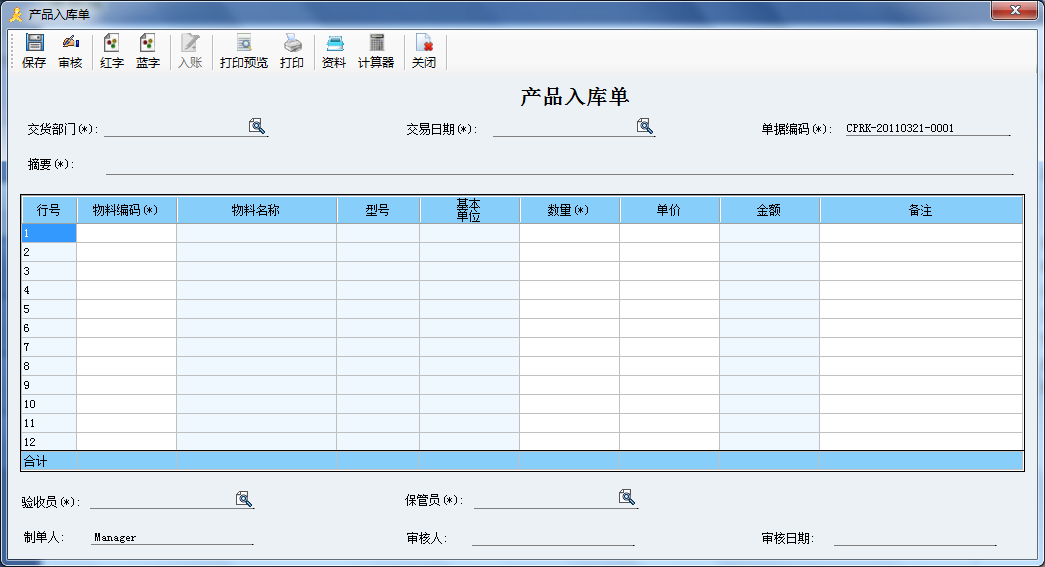 产品入库单
保存 审核 红字 蓝字 入账 打印预览 打印 资料 计算器 关闭
产品入库单
交货部门(*): 交易日期(*): 单据编码(*): CPRK-20110321-0001
摘要(*):
行号 物料编码(*) 物料名称 型号 基本单位 数量(*) 单价 金额 备注
1
2
3
4
5
6
7
8
9
10
11
12
合计
验收员(*): 保管员(*):
制单人: Manager 审核人: 审核日期: